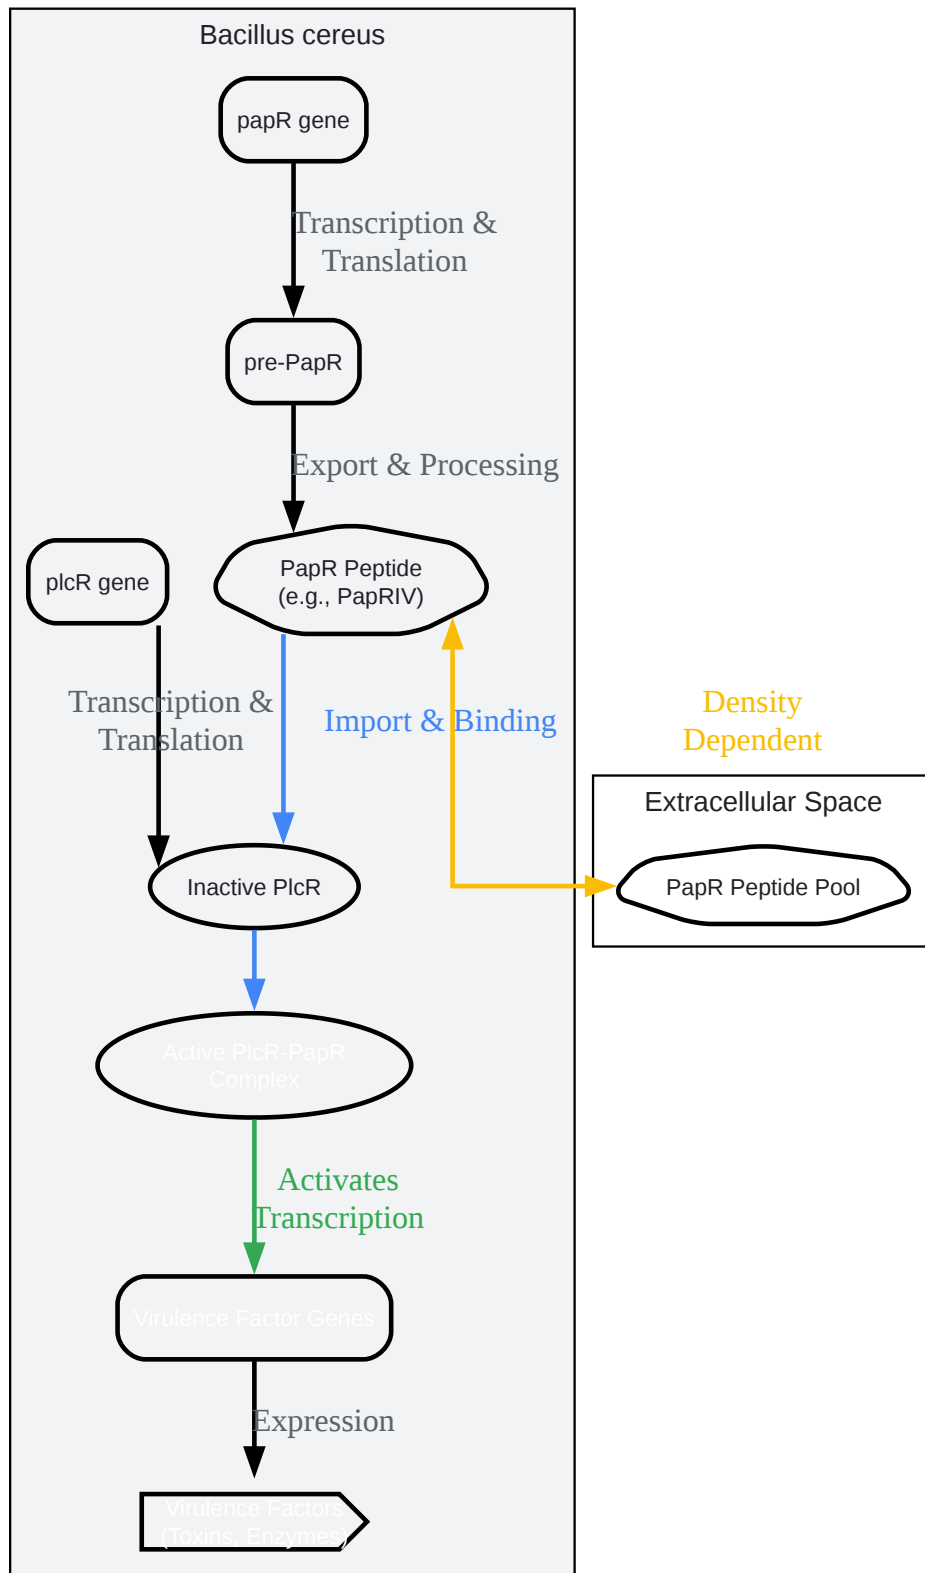 Bacillus cereus
papR gene
Transcription &
Translation
pre-PapR
Export & Processing
PapR Peptide
(e.g., PapRIV)
plcR gene
Transcription &
Translation
Import & Binding
Density
Dependent
Extracellular Space
PapR Peptide Pool
Inactive PlcR
Active PlcR-PapR
Complex
Activates
Transcription
Virulence Factor Genes
Expression
Virulence Factors
(Toxins, Enzymes)